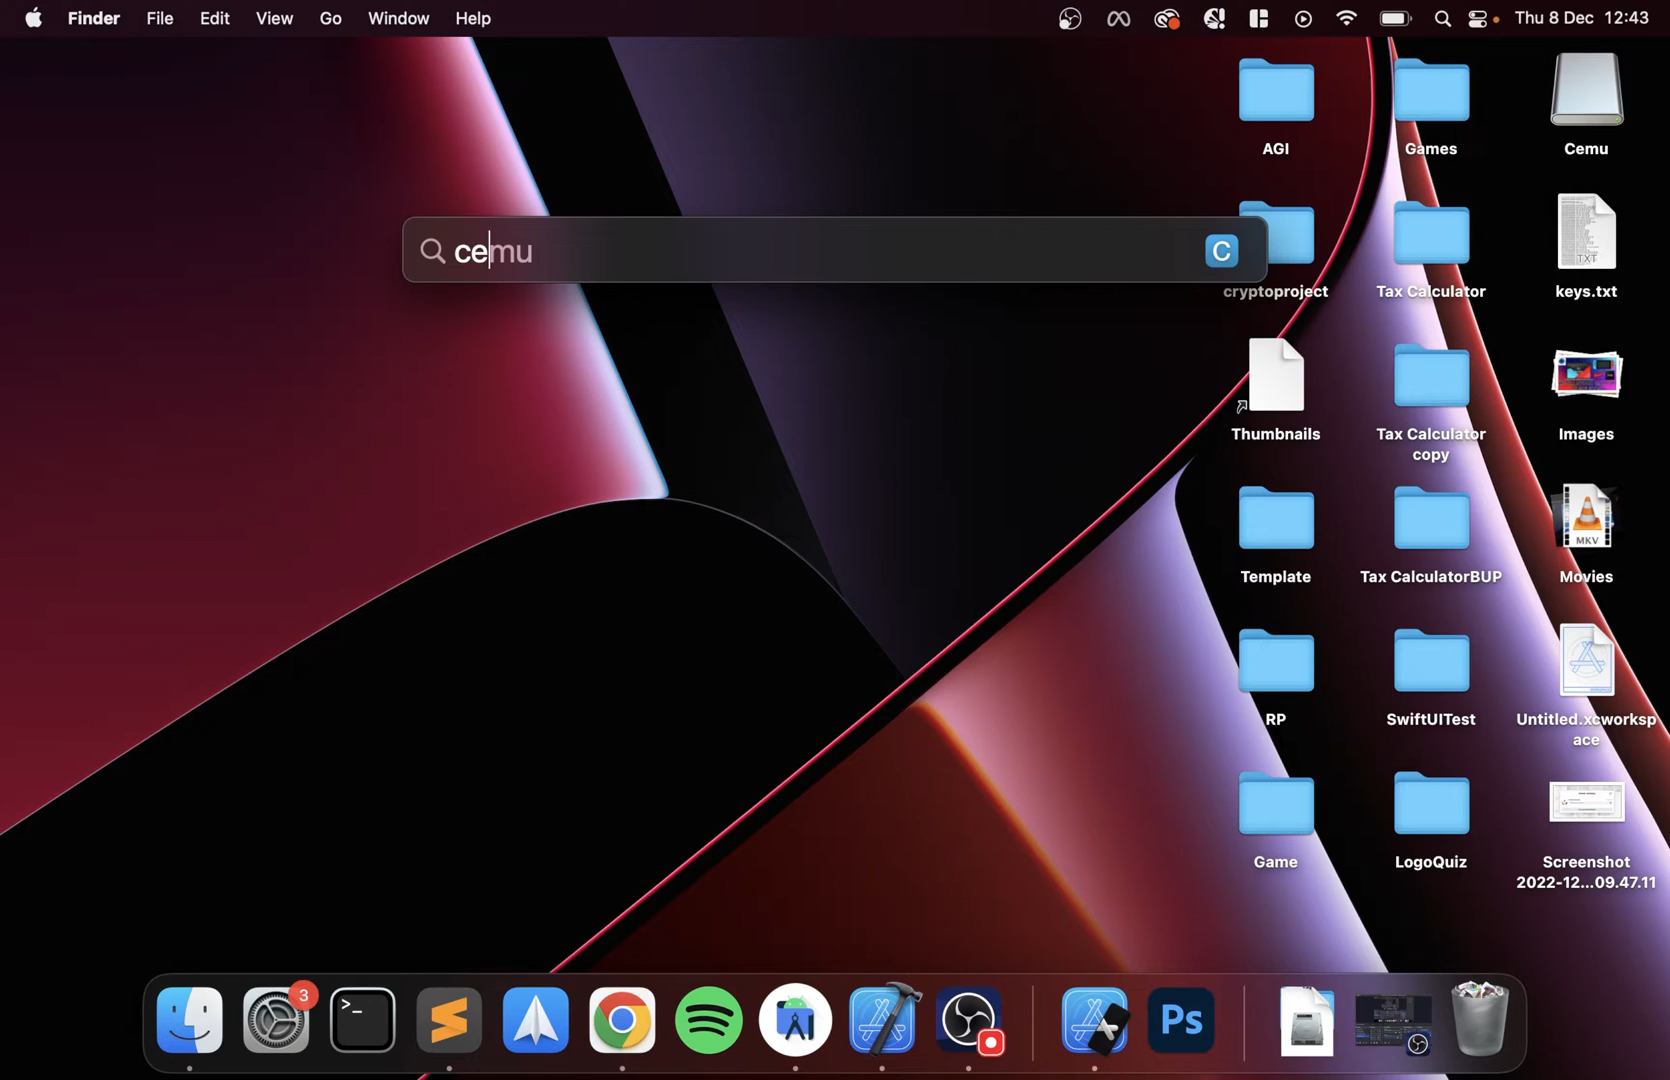 Finder File Edit View Go Window Help Thu 8 Dec 12:43
AGI Games Cemu
TXT
cemu C
cryptoproject Tax Calculator keys.txt
Thumbnails Tax Calculator Images
copy
MKV
Template Tax CalculatorBUP Movies
RP SwiftUITest Untitled.xcworksp
ace
Game LogoQuiz Screenshot
2022-12...09.47.11
3
>_
Ps